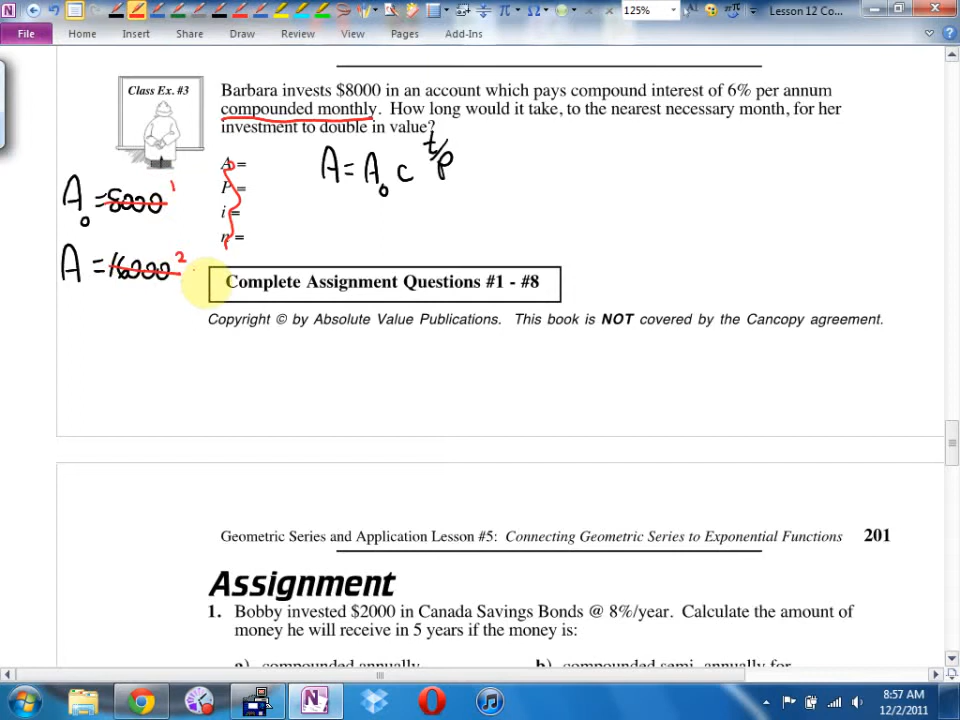 125%
Lesson 12 Co...
File
Home
Insert
Share
Draw
Review
View
Pages
Add-Ins
Class Ex. #3
Barbara invests $8000 in an account which pays compound interest of 6% per annum
compounded monthly. How long would it take, to the nearest necessary month, for her
investment to double in value?
A =
P =
i =
n =
A = A₀ c^(t/p)
A₀ = 8000 1
A = 16000 2
Complete Assignment Questions #1 - #8
Copyright © by Absolute Value Publications. This book is NOT covered by the Cancopy agreement.
Geometric Series and Application Lesson #5: Connecting Geometric Series to Exponential Functions 201
Assignment
1. Bobby invested $2000 in Canada Savings Bonds @ 8%/year. Calculate the amount of
money he will receive in 5 years if the money is:
a) compounded annually
b) compounded semi-annually for
8:57 AM
12/2/2011